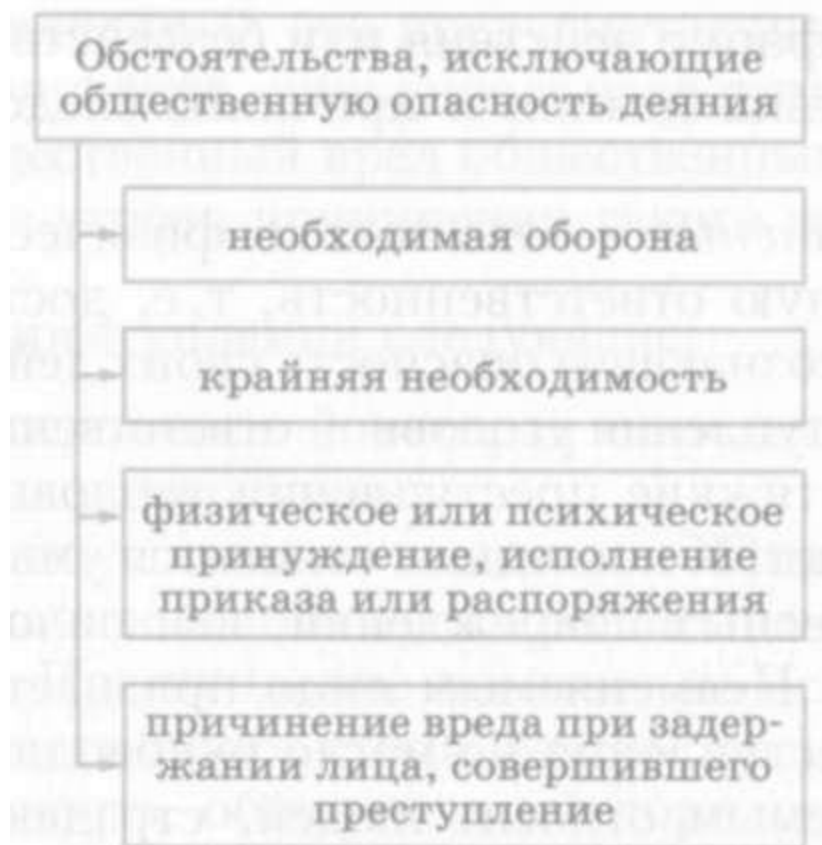 Обстоятельства, исключающие
общественную опасность деяния
необходимая оборона
крайняя необходимость
физическое или психическое
принуждение, исполнение
приказа или распоряжения
причинение вреда при задер-
жании лица, совершившего
преступление